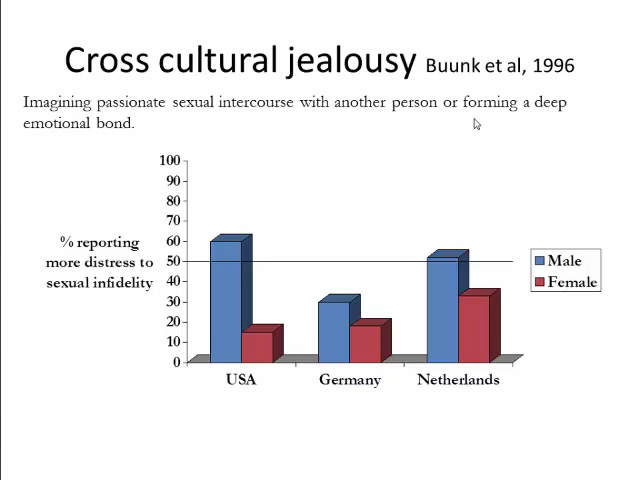 Cross cultural jealousy Buunk et al, 1996
Imagining passionate sexual intercourse with another person or forming a deep
emotional bond.
100
90
80
70
60
50
40
30
20
10
0
% reporting
more distress to
sexual infidelity
Male
Female
USA Germany Netherlands